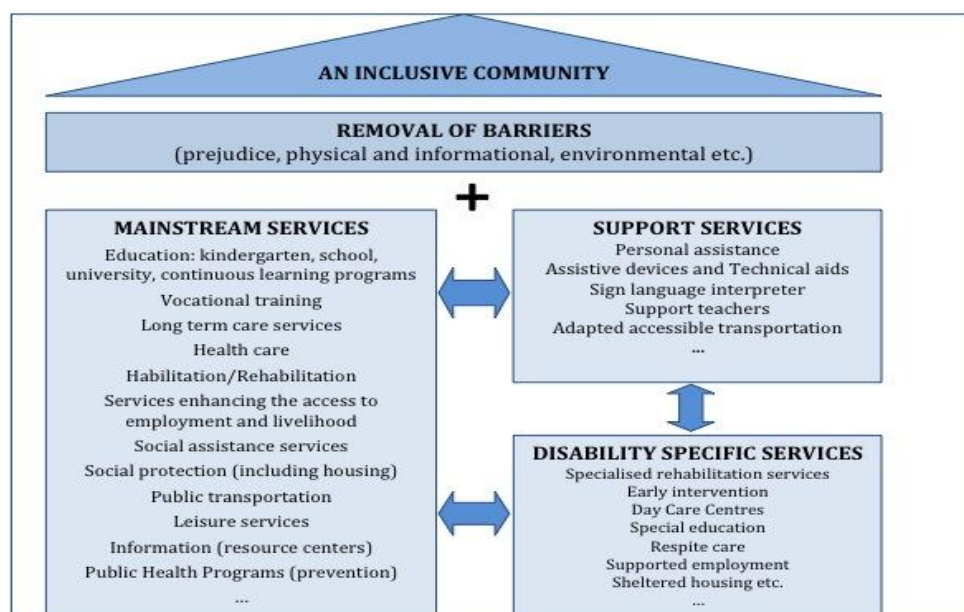 AN INCLUSIVE COMMUNITY
REMOVAL OF BARRIERS
(prejudice, physical and informational, environmental etc.)
+
MAINSTREAM SERVICES
Education: kindergarten, school,
university, continuous learning programs
Vocational training
Long term care services
Health care
Habilitation/Rehabilitation
Services enhancing the access to
employment and livelihood
Social assistance services
Social protection (including housing)
Public transportation
Leisure services
Information (resource centers)
Public Health Programs (prevention)
...
SUPPORT SERVICES
Personal assistance
Assistive devices and Technical aids
Sign language interpreter
Support teachers
Adapted accessible transportation
...
DISABILITY SPECIFIC SERVICES
Specialised rehabilitation services
Early intervention
Day Care Centres
Special education
Respite care
Supported employment
Sheltered housing etc.
...